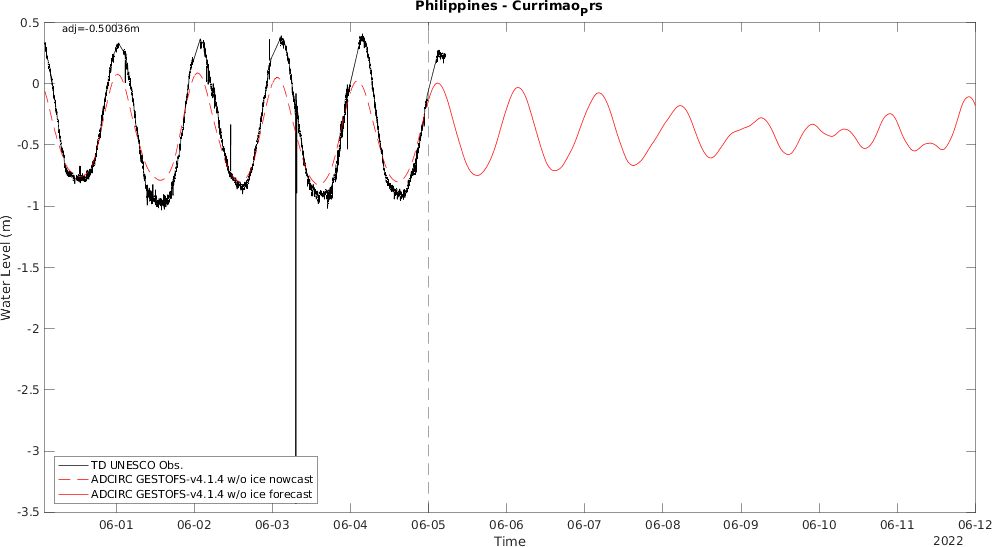 Philippines - Currimao_prs
adj=-0.50036m
0.5
0
-0.5
-1
-1.5
-2
-2.5
-3
-3.5
Water Level (m)
TD UNESCO Obs.
ADCIRC GESTOFS-v4.1.4 w/o ice nowcast
ADCIRC GESTOFS-v4.1.4 w/o ice forecast
06-01 06-02 06-03 06-04 06-05 06-06 06-07 06-08 06-09 06-10 06-11 06-12
Time
2022